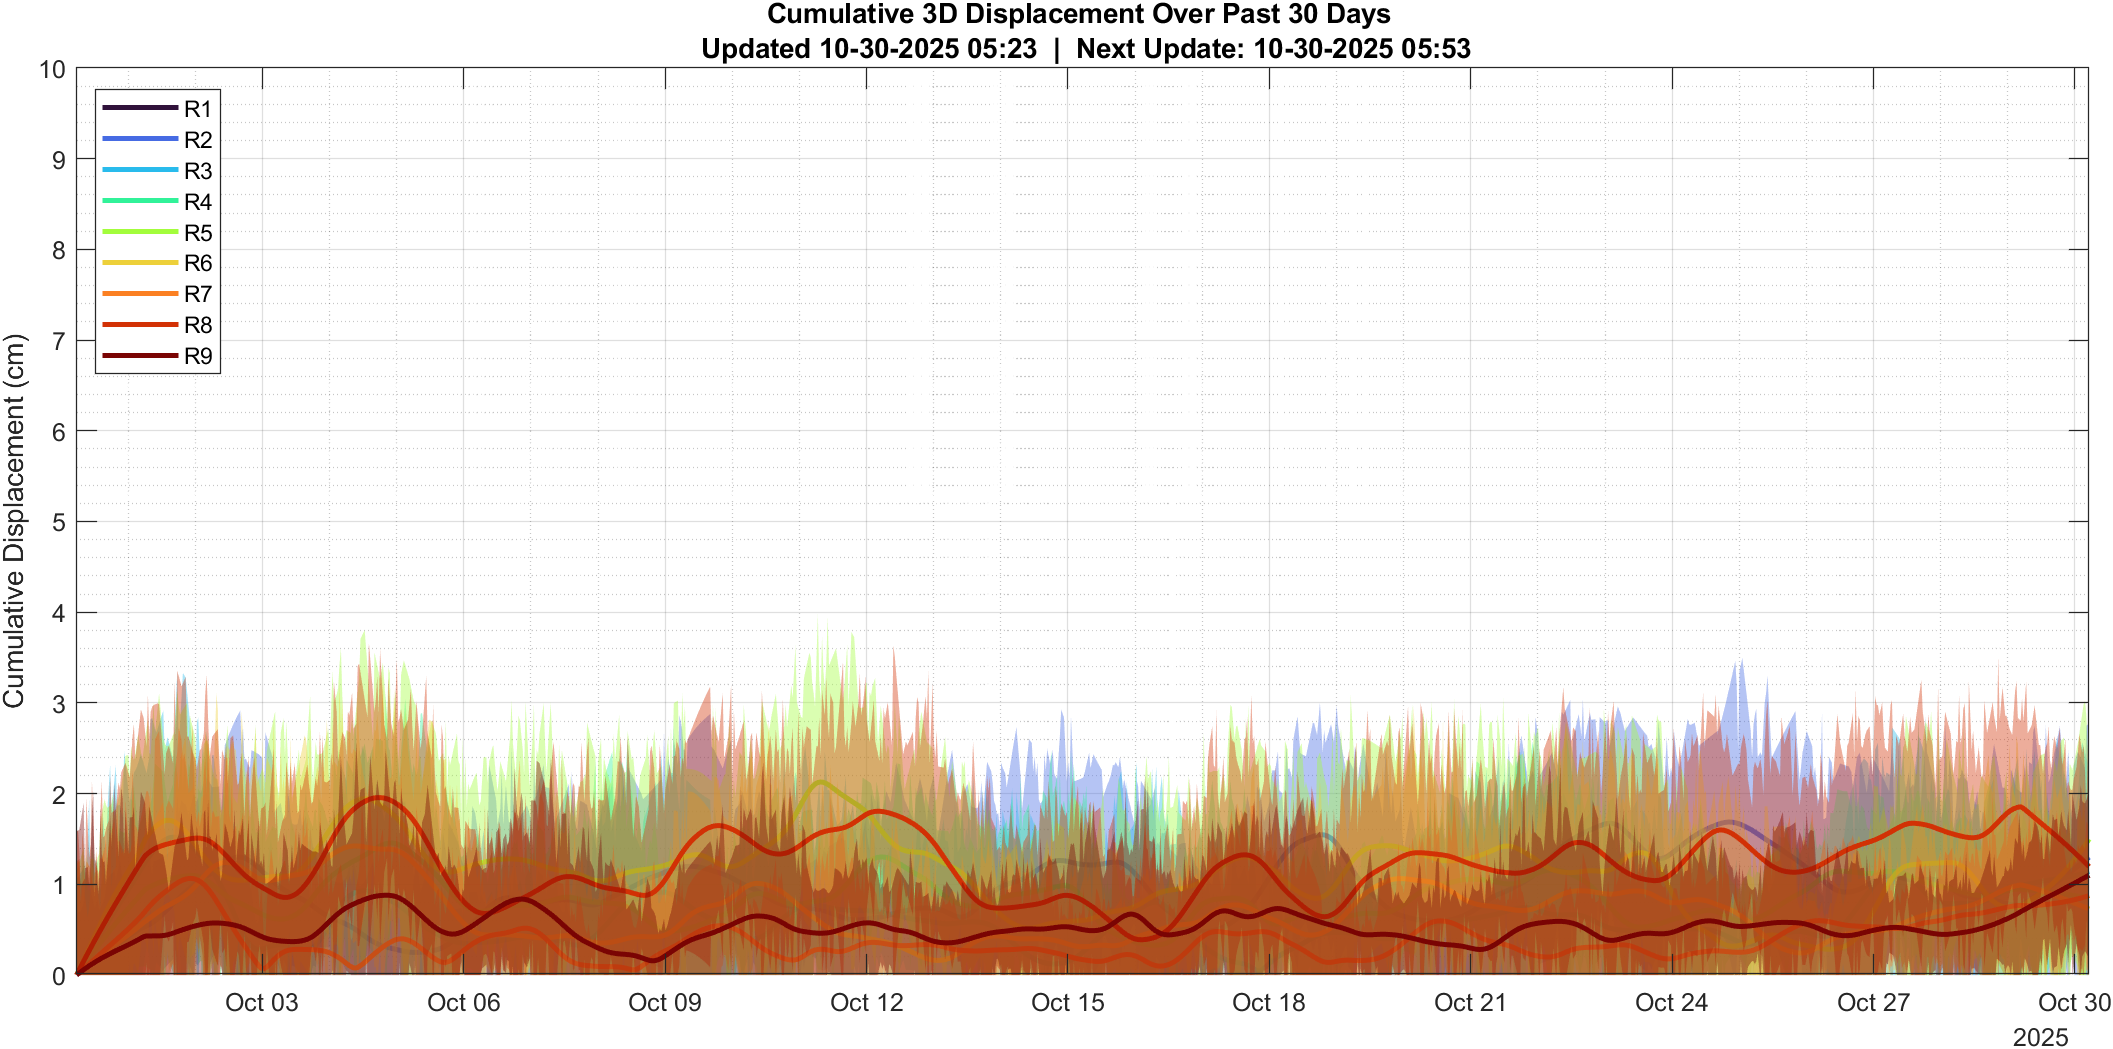 Cumulative 3D Displacement Over Past 30 Days
Updated 10-30-2025 05:23 | Next Update: 10-30-2025 05:53
Cumulative Displacement (cm)
10
9
8
7
6
5
4
3
2
1
0
R1
R2
R3
R4
R5
R6
R7
R8
R9
Oct 03 Oct 06 Oct 09 Oct 12 Oct 15 Oct 18 Oct 21 Oct 24 Oct 27 Oct 30
2025